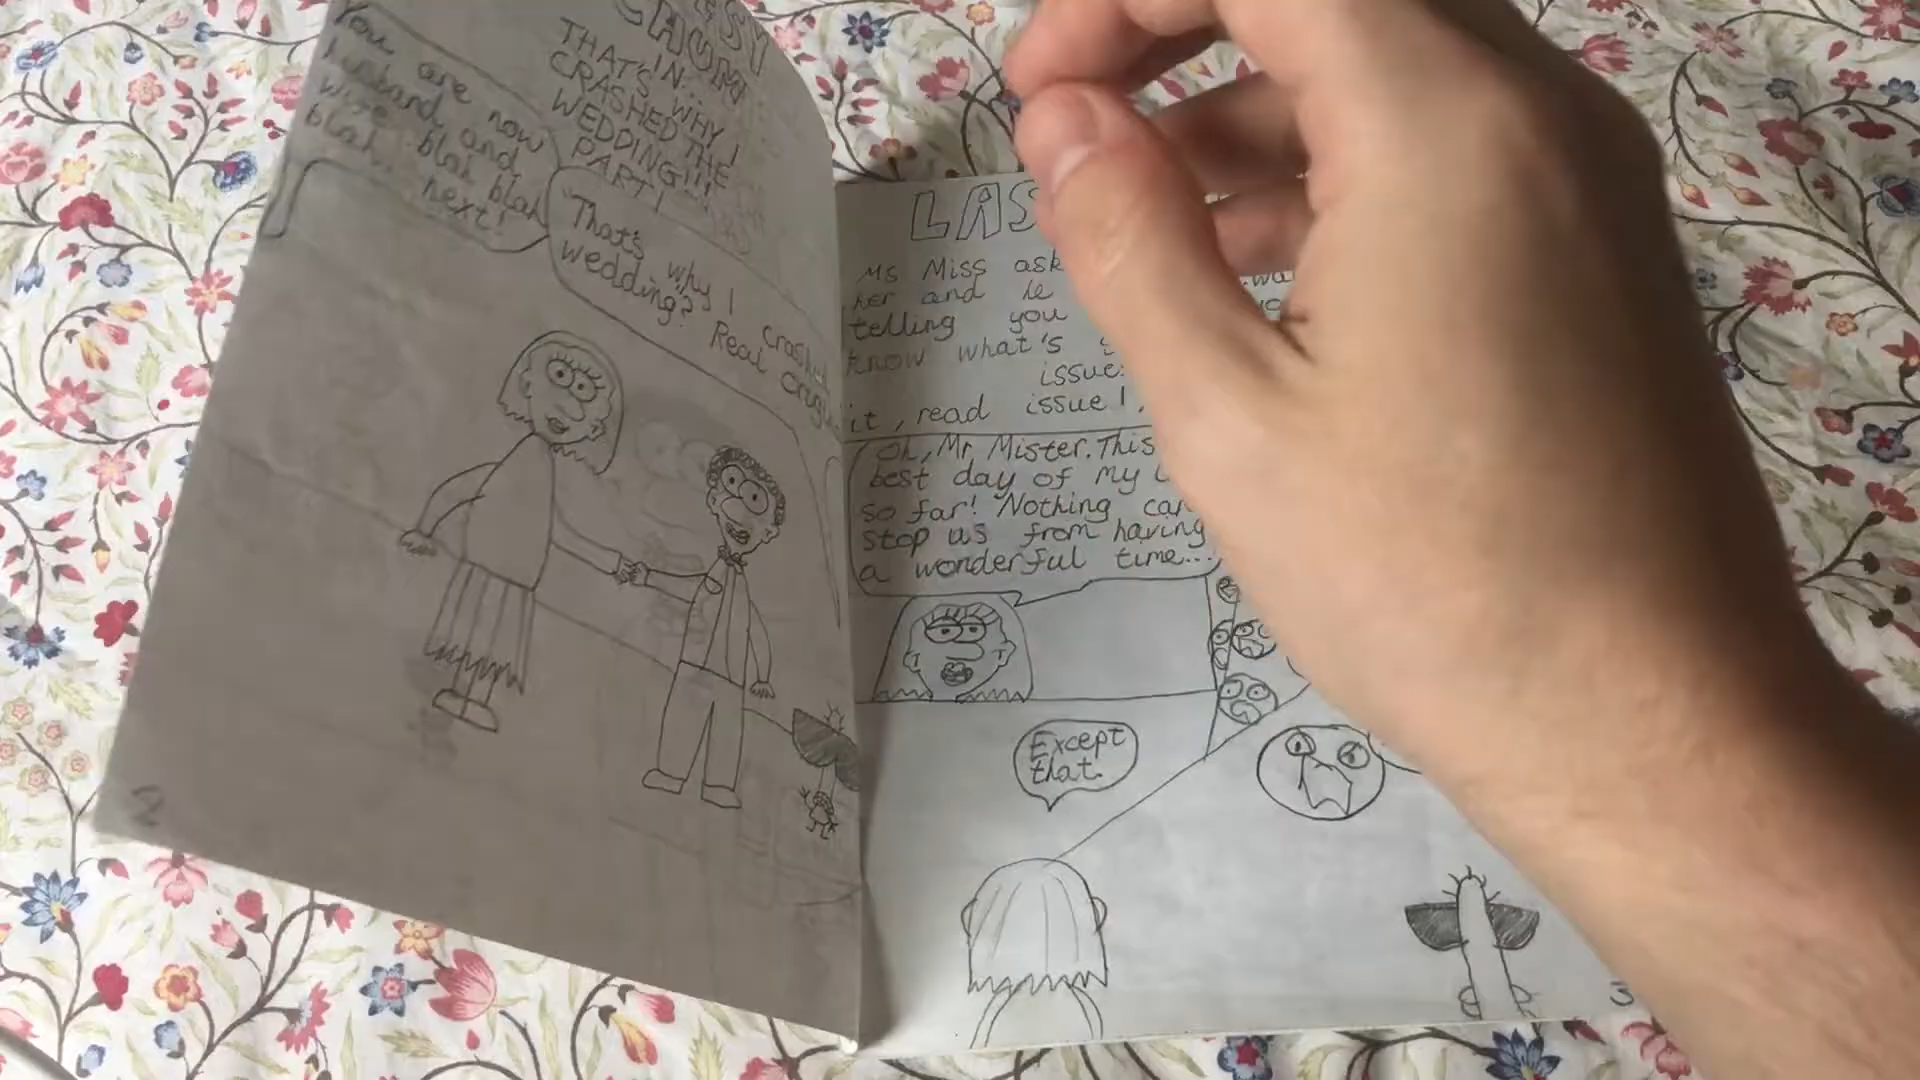 IN...
THAT'S WHY I
CRASHED THE
WEDDING!!!
PART 1
You are now
husband and
wife blah blah
blah, next!
That's why I crashed
wedding? Real
2
LAS
Ms Miss ask
her and le
telling you
know what's
issue
it, read issue 1,
Oh, Mr Mister. This
best day of my
so far! Nothing can
stop us from having
a wonderful time...
Except
that.
3